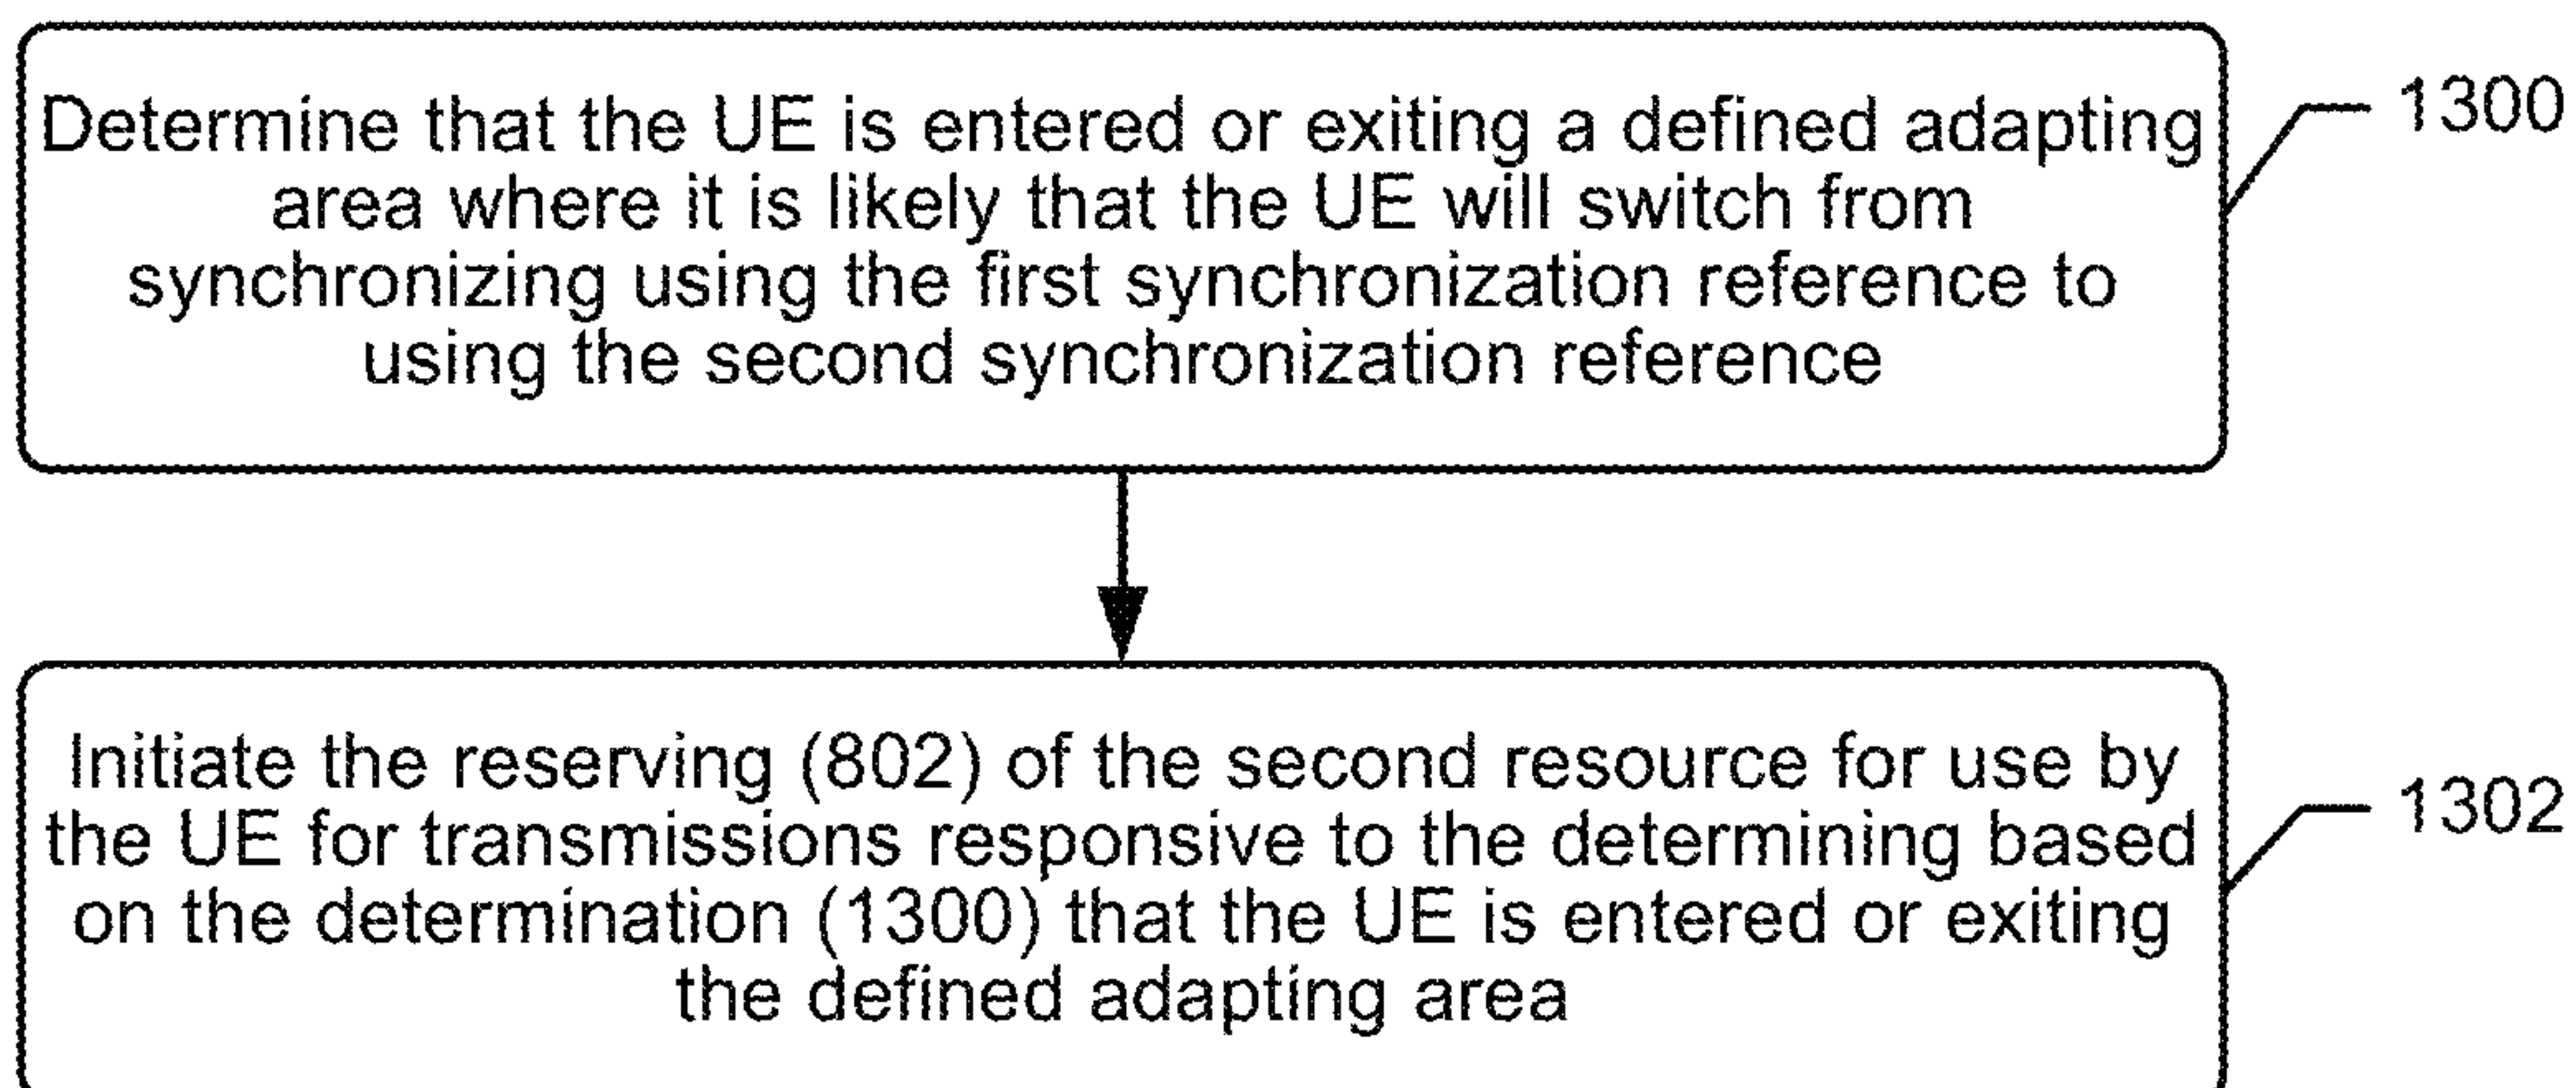 Determine that the UE is entered or exiting a defined adapting
area where it is likely that the UE will switch from
synchronizing using the first synchronization reference to
using the second synchronization reference
1300
Initiate the reserving (802) of the second resource for use by
the UE for transmissions responsive to the determining based
on the determination (1300) that the UE is entered or exiting
the defined adapting area
1302